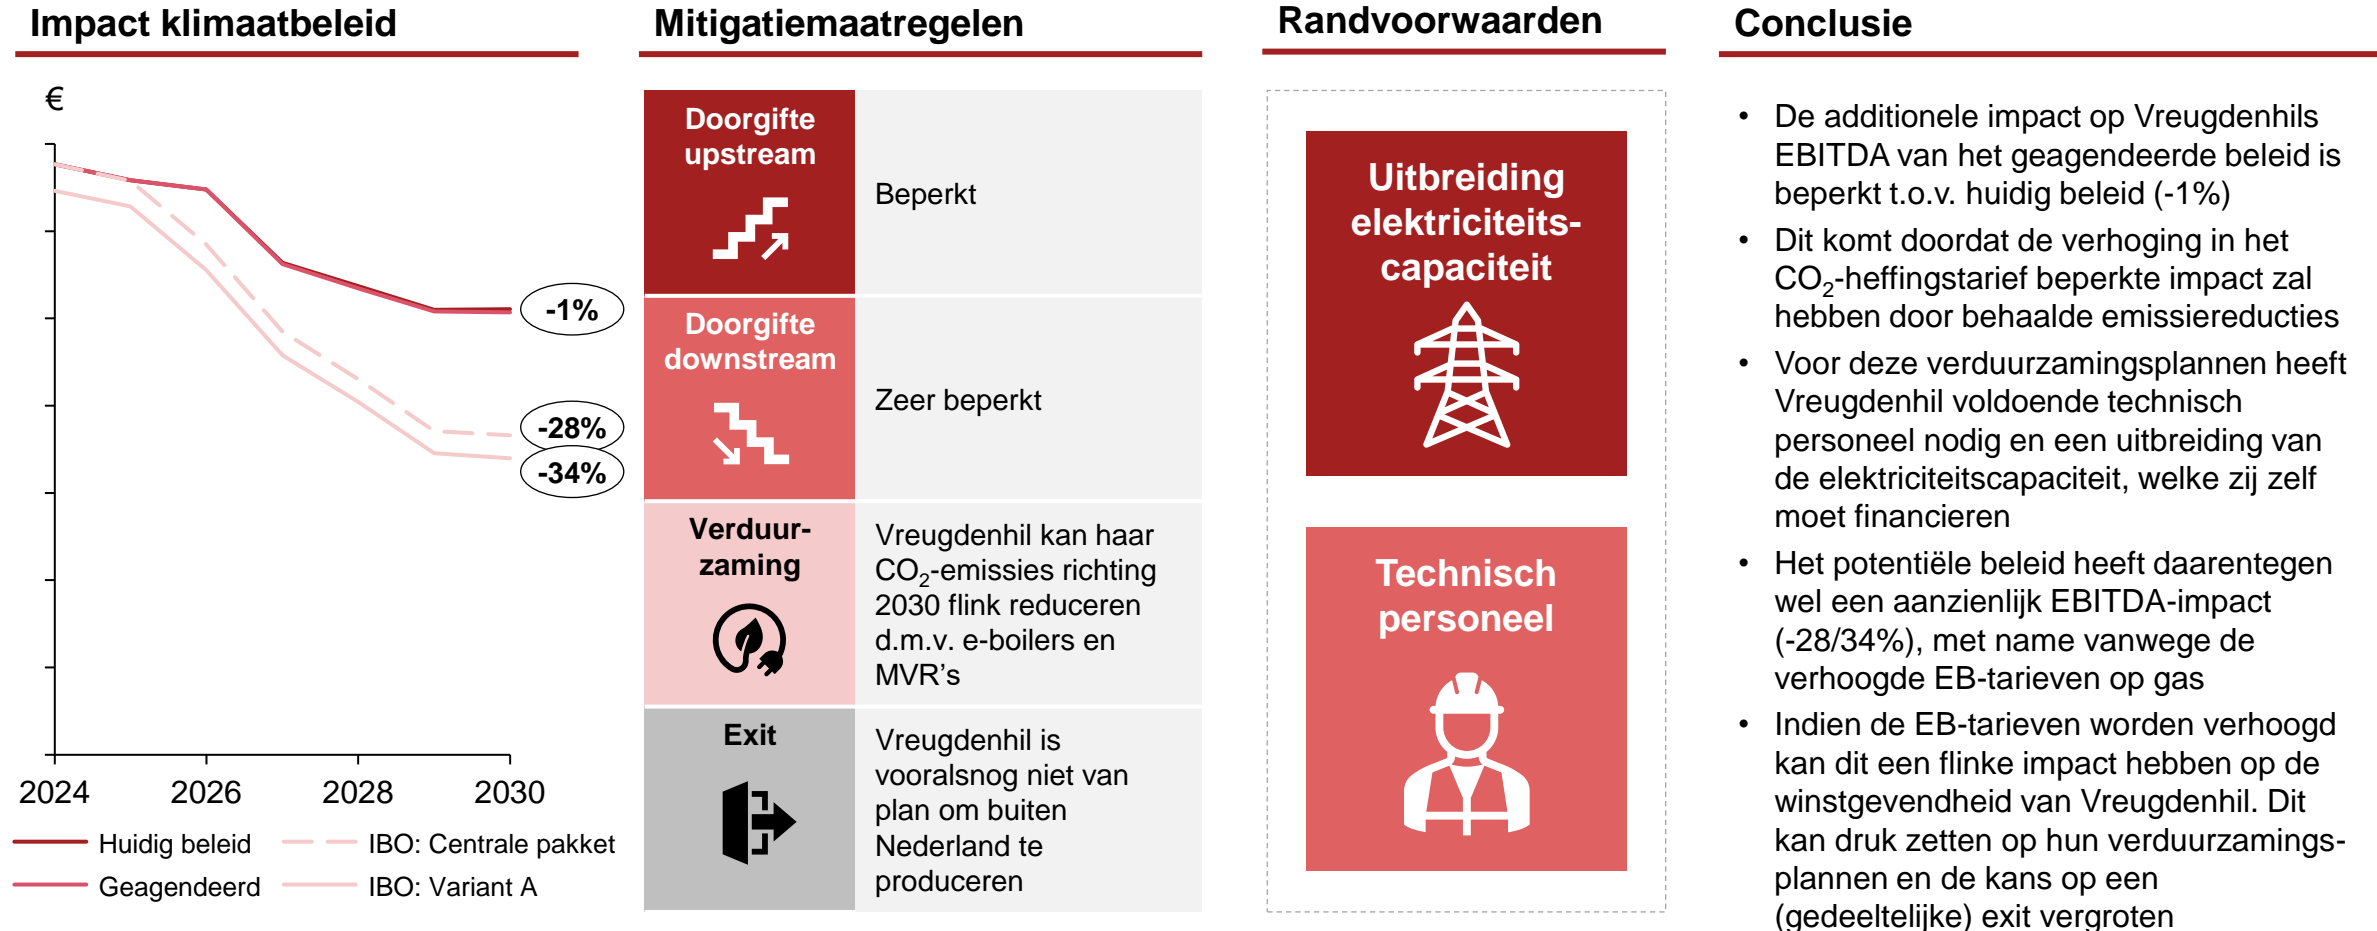 Impact klimaatbeleid
€
-1%
-28%
-34%
2024
2026
2028
2030
Huidig beleid
IBO: Centrale pakket
Geagendeerd
IBO: Variant A
Mitigatiemaatregelen
Doorgifte
upstream
Beperkt
Doorgifte
downstream
Zeer beperkt
Verduur-
zaming
Vreugdenhil kan haar
CO₂-emissies richting
2030 flink reduceren
d.m.v. e-boilers en
MVR's
Exit
Vreugdenhil is
vooralsnog niet van
plan om buiten
Nederland te
produceren
Randvoorwaarden
Uitbreiding
elektriciteits-
capaciteit
Technisch
personeel
Conclusie
• De additionele impact op Vreugdenhils
EBITDA van het geagendeerde beleid is
beperkt t.o.v. huidig beleid (-1%)
• Dit komt doordat de verhoging in het
CO₂-heffingstarief beperkte impact zal
hebben door behaalde emissiereducties
• Voor deze verduurzamingsplannen heeft
Vreugdenhil voldoende technisch
personeel nodig en een uitbreiding van
de elektriciteitscapaciteit, welke zij zelf
moet financieren
• Het potentiële beleid heeft daarentegen
wel een aanzienlijk EBITDA-impact
(-28/34%), met name vanwege de
verhoogde EB-tarieven op gas
• Indien de EB-tarieven worden verhoogd
kan dit een flinke impact hebben op de
winstgevendheid van Vreugdenhil. Dit
kan druk zetten op hun verduurzamings-
plannen en de kans op een
(gedeeltelijke) exit vergroten